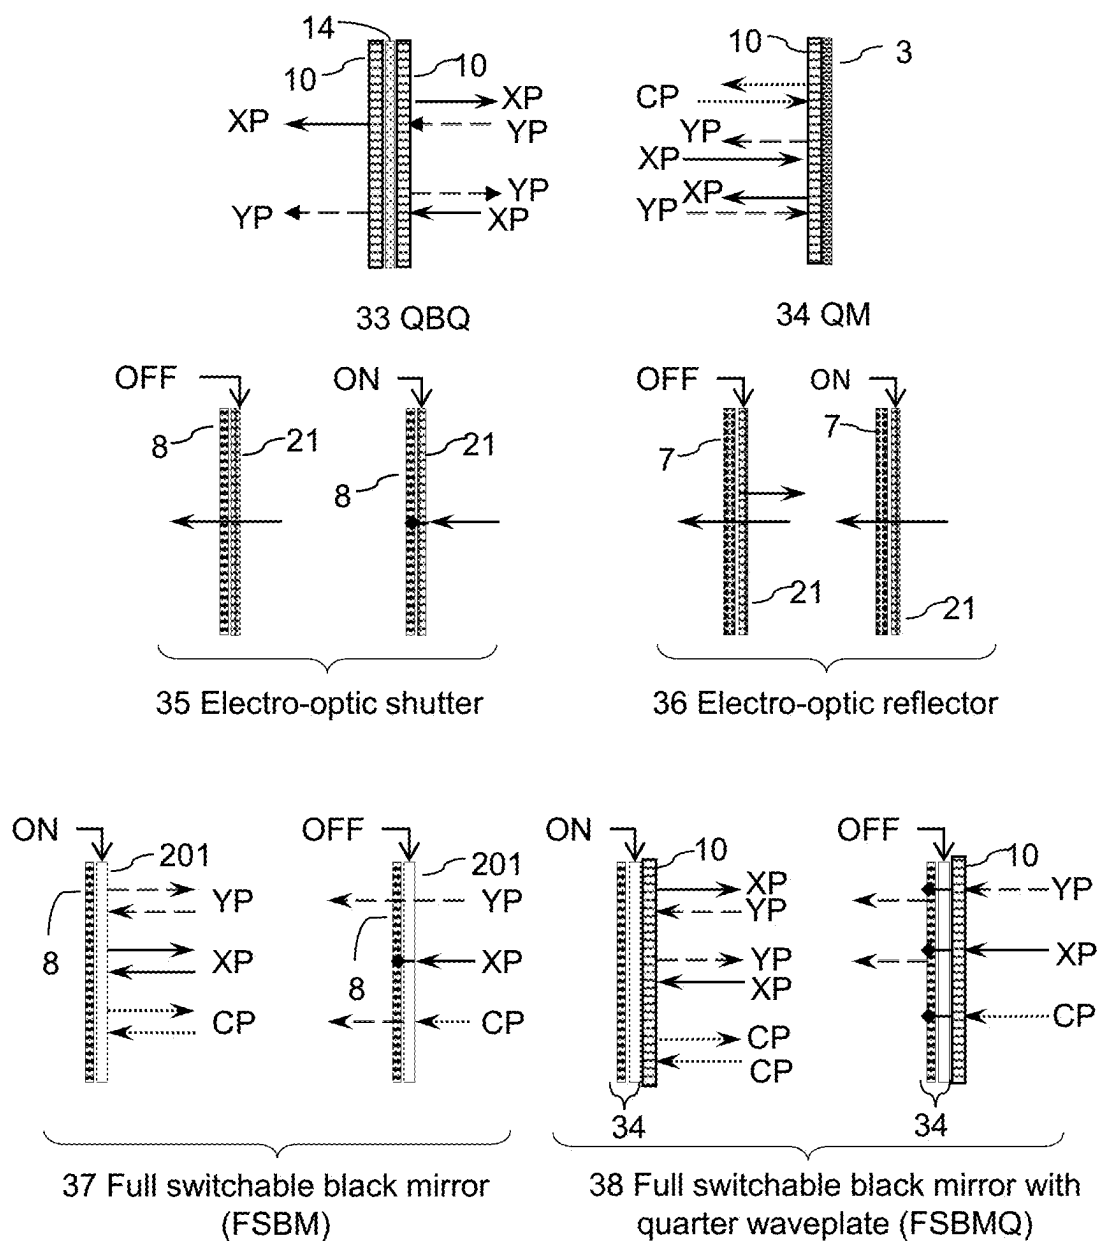 14
10
10
XP
XP
YP
YP
YP
XP
33 QBQ
10
3
CP
YP
XP
XP
YP
34 QM
OFF
8
21
ON
21
8
35 Electro-optic shutter
OFF
7
21
ON
7
21
36 Electro-optic reflector
ON
201
8
YP
XP
CP
OFF
201
8
YP
XP
CP
37 Full switchable black mirror
(FSBM)
ON
10
XP
YP
YP
XP
CP
CP
34
OFF
10
YP
XP
CP
34
38 Full switchable black mirror with
quarter waveplate (FSBMQ)